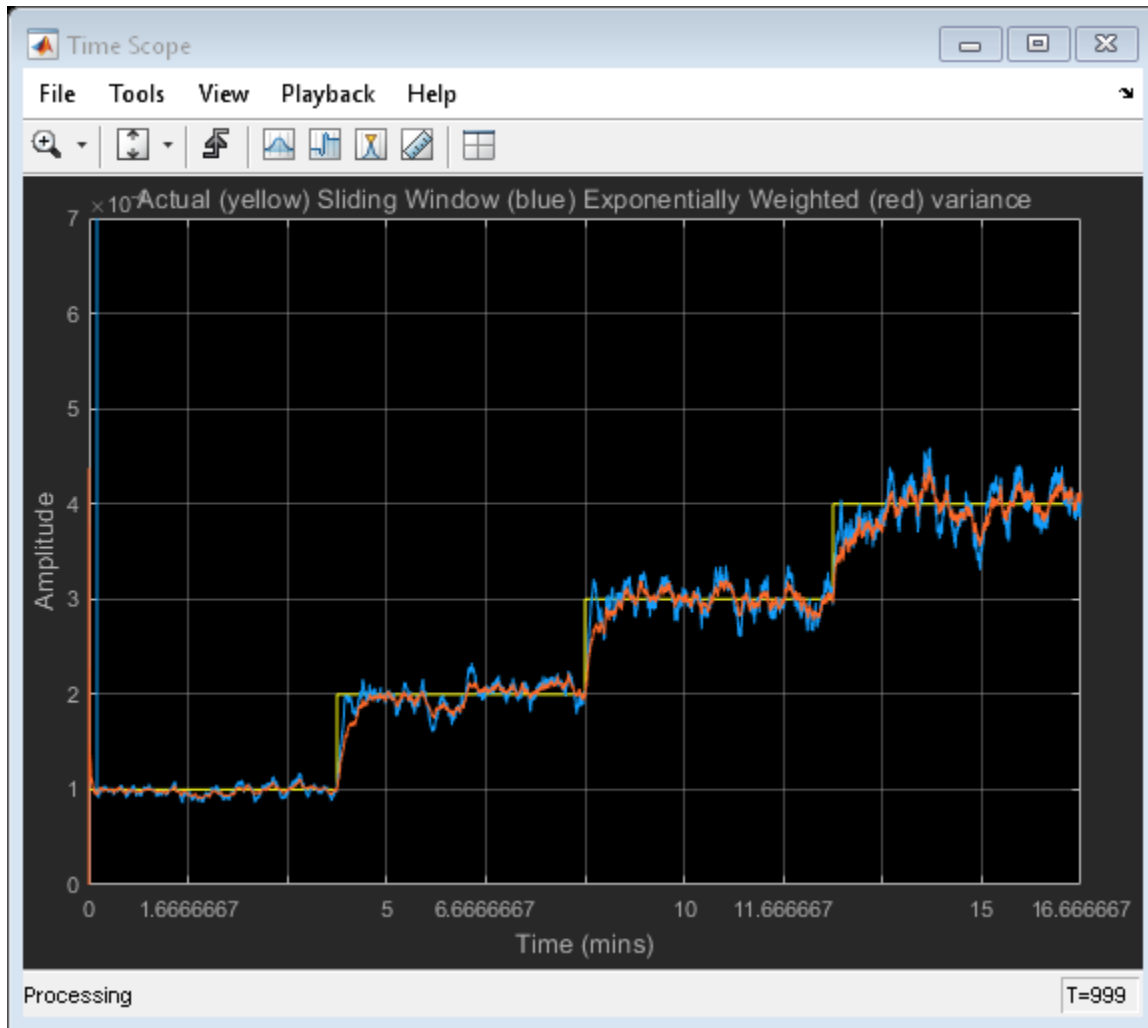 Time Scope
File Tools View Playback Help
×10⁻ Actual (yellow) Sliding Window (blue) Exponentially Weighted (red) variance
7
6
5
4
3
2
1
0
Amplitude
0 1.6666667 5 6.6666667 10 11.666667 15 16.666667
Time (mins)
Processing T=999